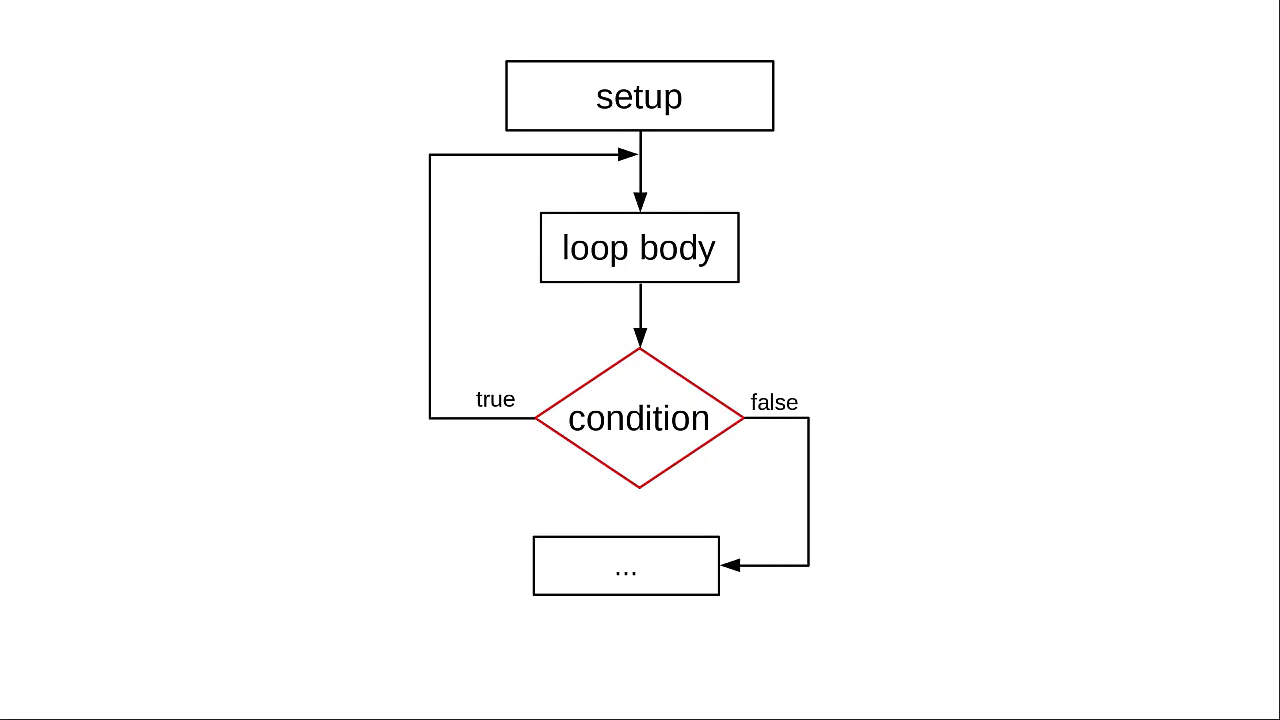 setup
loop body
true
false
condition
...